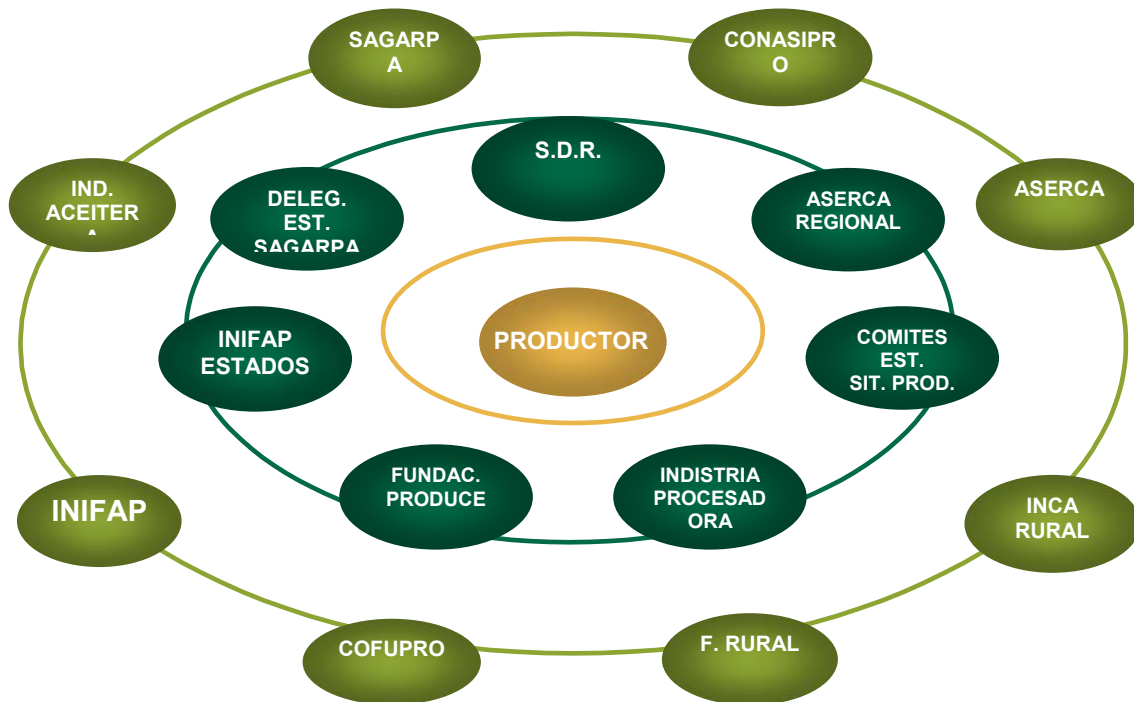 SAGARP
A
CONASIPR
O
IND.
ACEITER
A
S.D.R.
DELEG.
EST.
SAGARPA
ASERCA
REGIONAL
ASERCA
PRODUCTOR
INIFAP
ESTADOS
COMITES
EST.
SIT. PROD.
FUNDAC.
PRODUCE
INDISTRIA
PROCESAD
ORA
INIFAP
INCA
RURAL
COFUPRO
F. RURAL